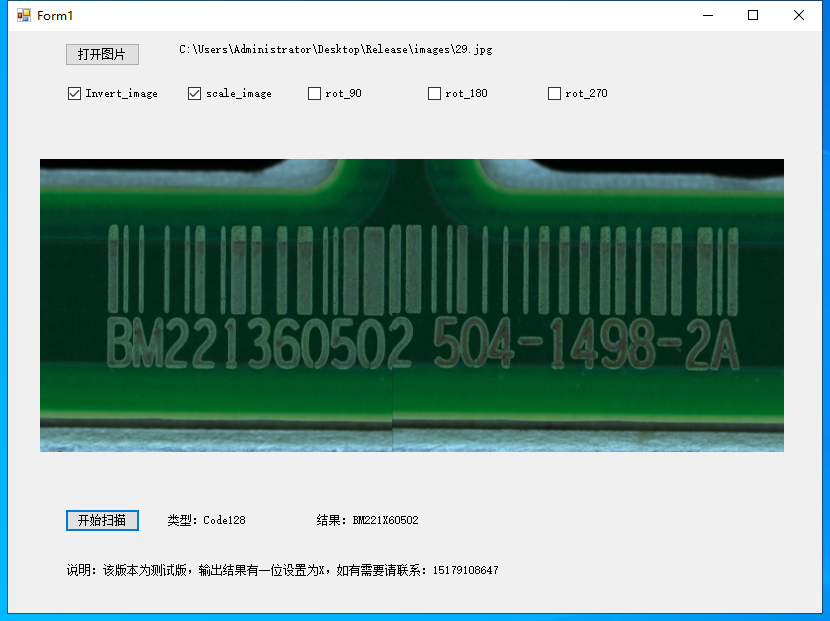 Form1
打开图片 C:\Users\Administrator\Desktop\Release\images\29.jpg
Invert_image scale_image rot_90 rot_180 rot_270
BM221360502 504-1498-2A
开始扫描 类型：Code128 结果：BM221X60502
说明：该版本为测试版，输出结果有一位设置为X，如有需要请联系：15179108647